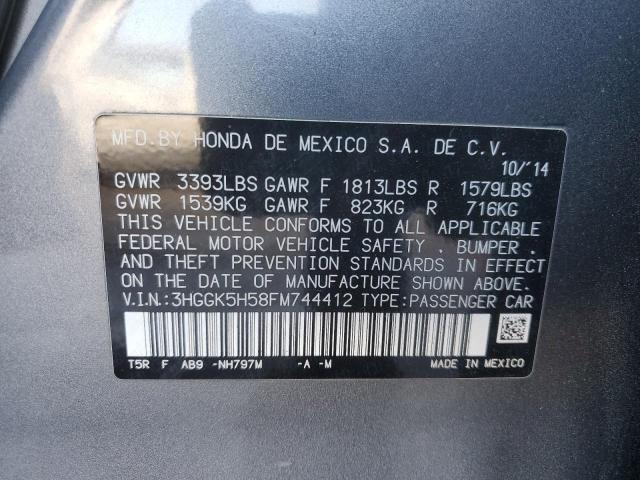 MFD.BY HONDA DE MEXICO S.A. DE C.V.
10/'14
GVWR 3393LBS GAWR F 1813LBS R 1579LBS
GVWR 1539KG GAWR F 823KG R 716KG
THIS VEHICLE CONFORMS TO ALL APPLICABLE
FEDERAL MOTOR VEHICLE SAFETY . BUMPER .
AND THEFT PREVENTION STANDARDS IN EFFECT
ON THE DATE OF MANUFACTURE SHOWN ABOVE.
V.I.N.:3HGGK5H58FM744412 TYPE:PASSENGER CAR
T5R F AB9 -NH797M -A -M MADE IN MEXICO